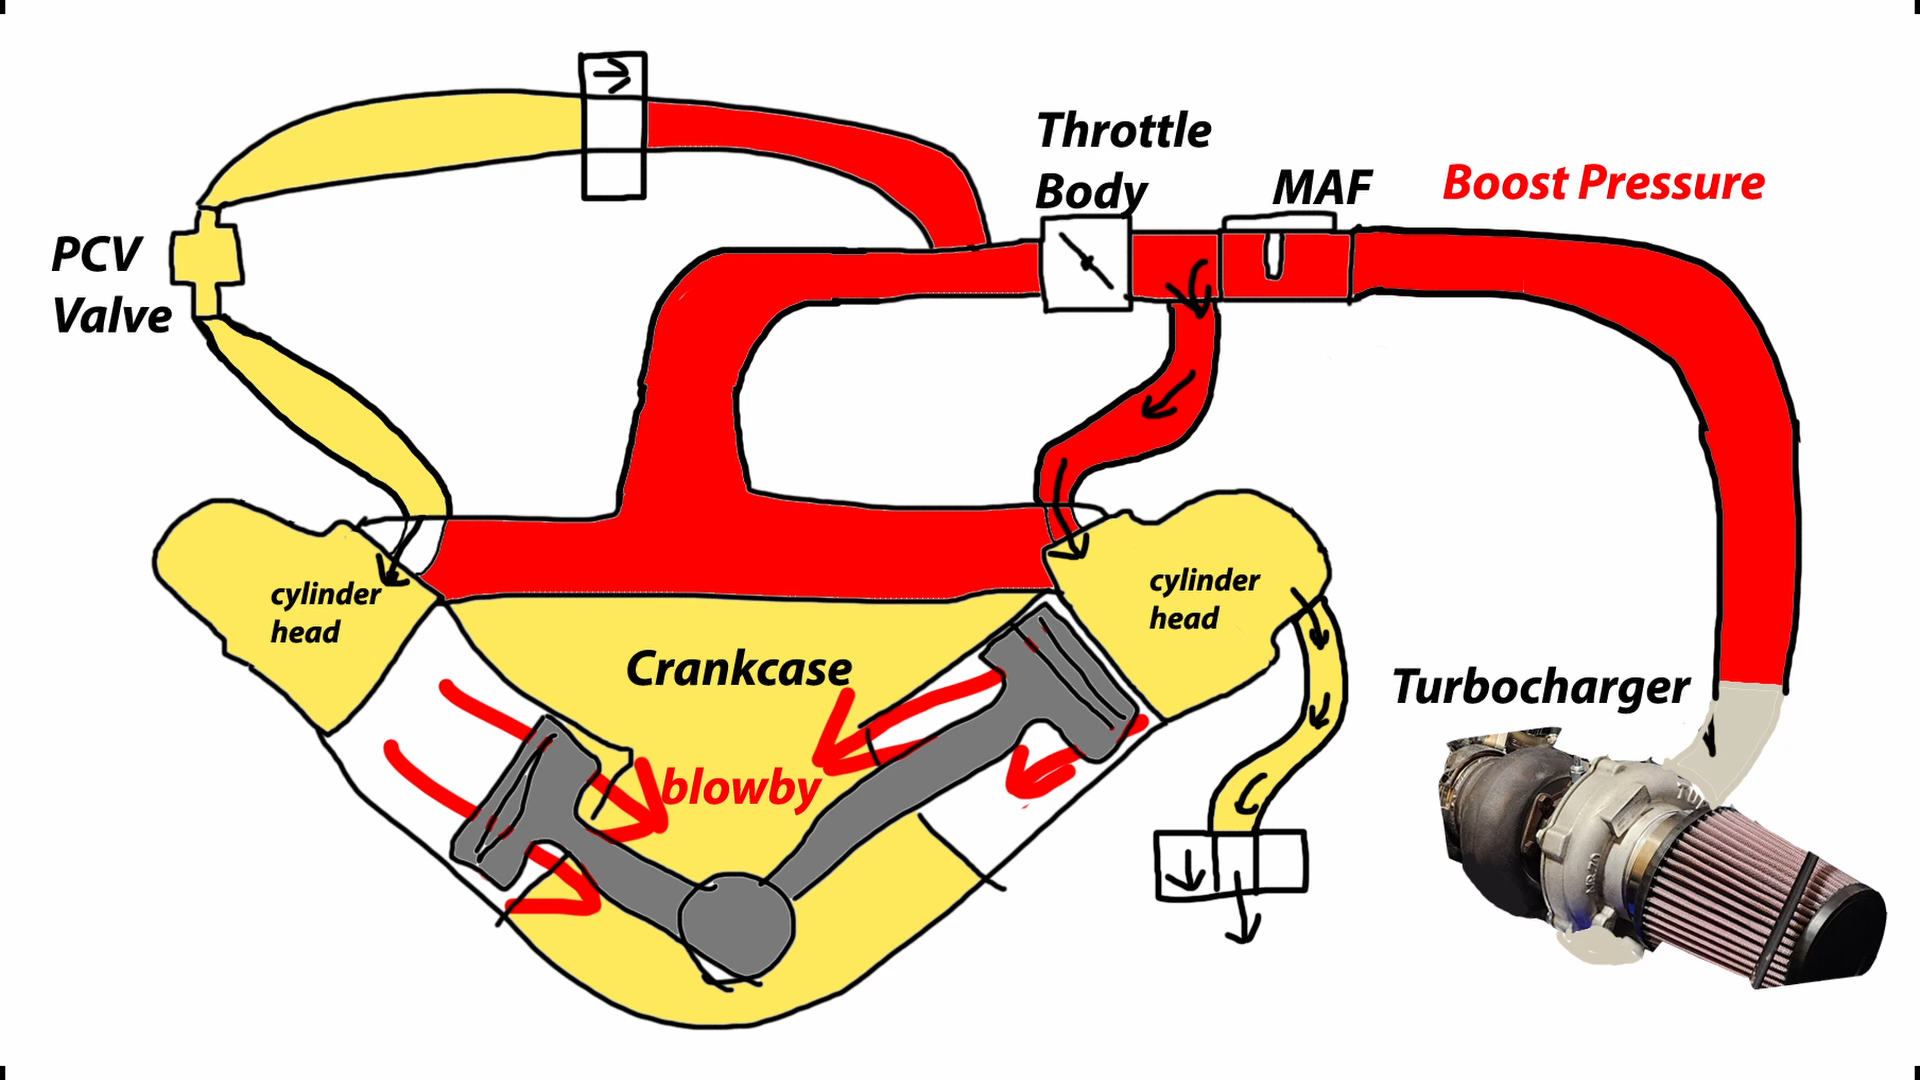 Throttle
Body
MAF
Boost Pressure
PCV
Valve
cylinder
head
cylinder
head
Crankcase
Turbocharger
blowby